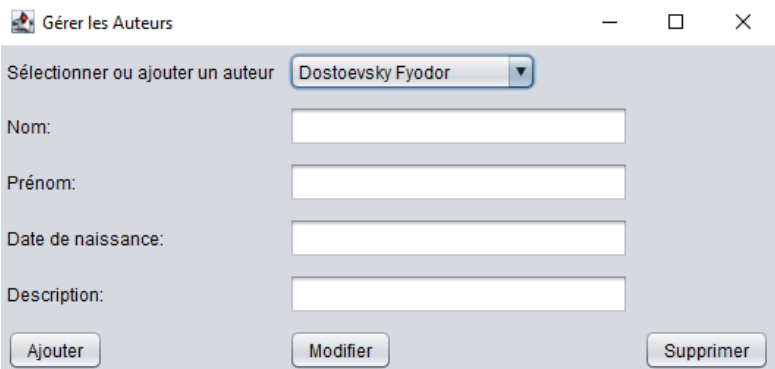 Gérer les Auteurs
Sélectionner ou ajouter un auteur Dostoevsky Fyodor
Nom:
Prénom:
Date de naissance:
Description:
Ajouter Modifier Supprimer